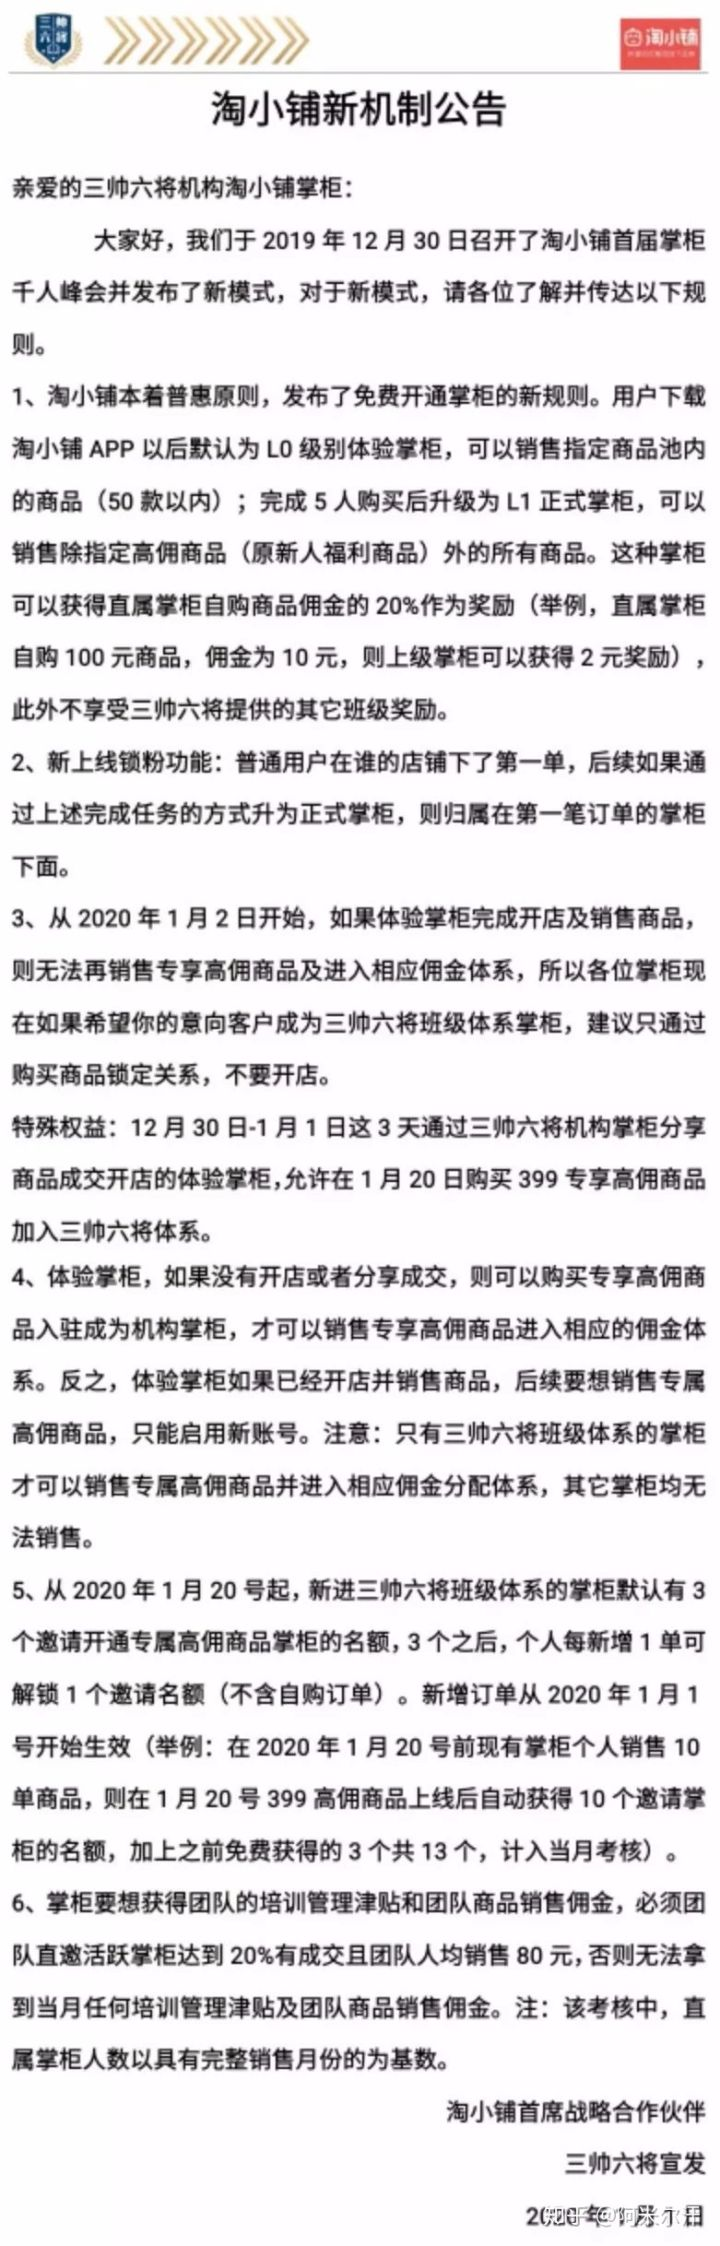 三帅
六将
淘小铺
淘小铺新机制公告
亲爱的三帅六将机构淘小铺掌柜：
大家好，我们于 2019 年 12 月 30 日召开了淘小铺首届掌柜
千人峰会并发布了新模式，对于新模式，请各位了解并传达以下规
则。
1、淘小铺本着普惠原则，发布了免费开通掌柜的新规则。用户下载
淘小铺 APP 以后默认为 L0 级别体验掌柜，可以销售指定商品池内
的商品（50 款以内）；完成 5 人购买后升级为 L1 正式掌柜，可以
销售除指定高佣商品（原新人福利商品）外的所有商品。这种掌柜
可以获得直属掌柜自购商品佣金的 20%作为奖励（举例，直属掌柜
自购 100 元商品，佣金为 10 元，则上级掌柜可以获得 2 元奖励），
此外不享受三帅六将提供的其它班级奖励。
2、新上线锁粉功能：普通用户在谁的店铺下了第一单，后续如果通
过上述完成任务的方式升为正式掌柜，则归属在第一笔订单的掌柜
下面。
3、从 2020 年 1 月 2 日开始，如果体验掌柜完成开店及销售商品，
则无法再销售专享高佣商品及进入相应佣金体系，所以各位掌柜现
在如果希望你的意向客户成为三帅六将班级体系掌柜，建议只通过
购买商品锁定关系，不要开店。
特殊权益：12 月 30 日-1 月 1 日这 3 天通过三帅六将机构掌柜分享
商品成交开店的体验掌柜,允许在 1 月 20 日购买 399 专享高佣商品
加入三帅六将体系。
4、体验掌柜，如果没有开店或者分享成交，则可以购买专享高佣商
品入驻成为机构掌柜，才可以销售专享高佣商品进入相应的佣金体
系。反之，体验掌柜如果已经开店并销售商品，后续要想销售专属
高佣商品，只能启用新账号。注意：只有三帅六将班级体系的掌柜
才可以销售专属高佣商品并进入相应佣金分配体系，其它掌柜均无
法销售。
5、从 2020 年 1 月 20 号起，新进三帅六将班级体系的掌柜默认有 3
个邀请开通专属高佣商品掌柜的名额，3 个之后，个人每新增 1 单可
解锁 1 个邀请名额（不含自购订单）。新增订单从 2020 年 1 月 1
号开始生效（举例：在 2020 年 1 月 20 号前现有掌柜个人销售 10
单商品，则在 1 月 20 号 399 高佣商品上线后自动获得 10 个邀请掌
柜的名额，加上之前免费获得的 3 个共 13 个，计入当月考核）。
6、掌柜要想获得团队的培训管理津贴和团队商品销售佣金，必须团
队直邀活跃掌柜达到 20%有成交且团队人均销售 80 元，否则无法拿
到当月任何培训管理津贴及团队商品销售佣金。注：该考核中，直
属掌柜人数以具有完整销售月份的为基数。
淘小铺首席战略合作伙伴
三帅六将宣发
2020 年 1 月 1 日
知乎 @阿米尔汗